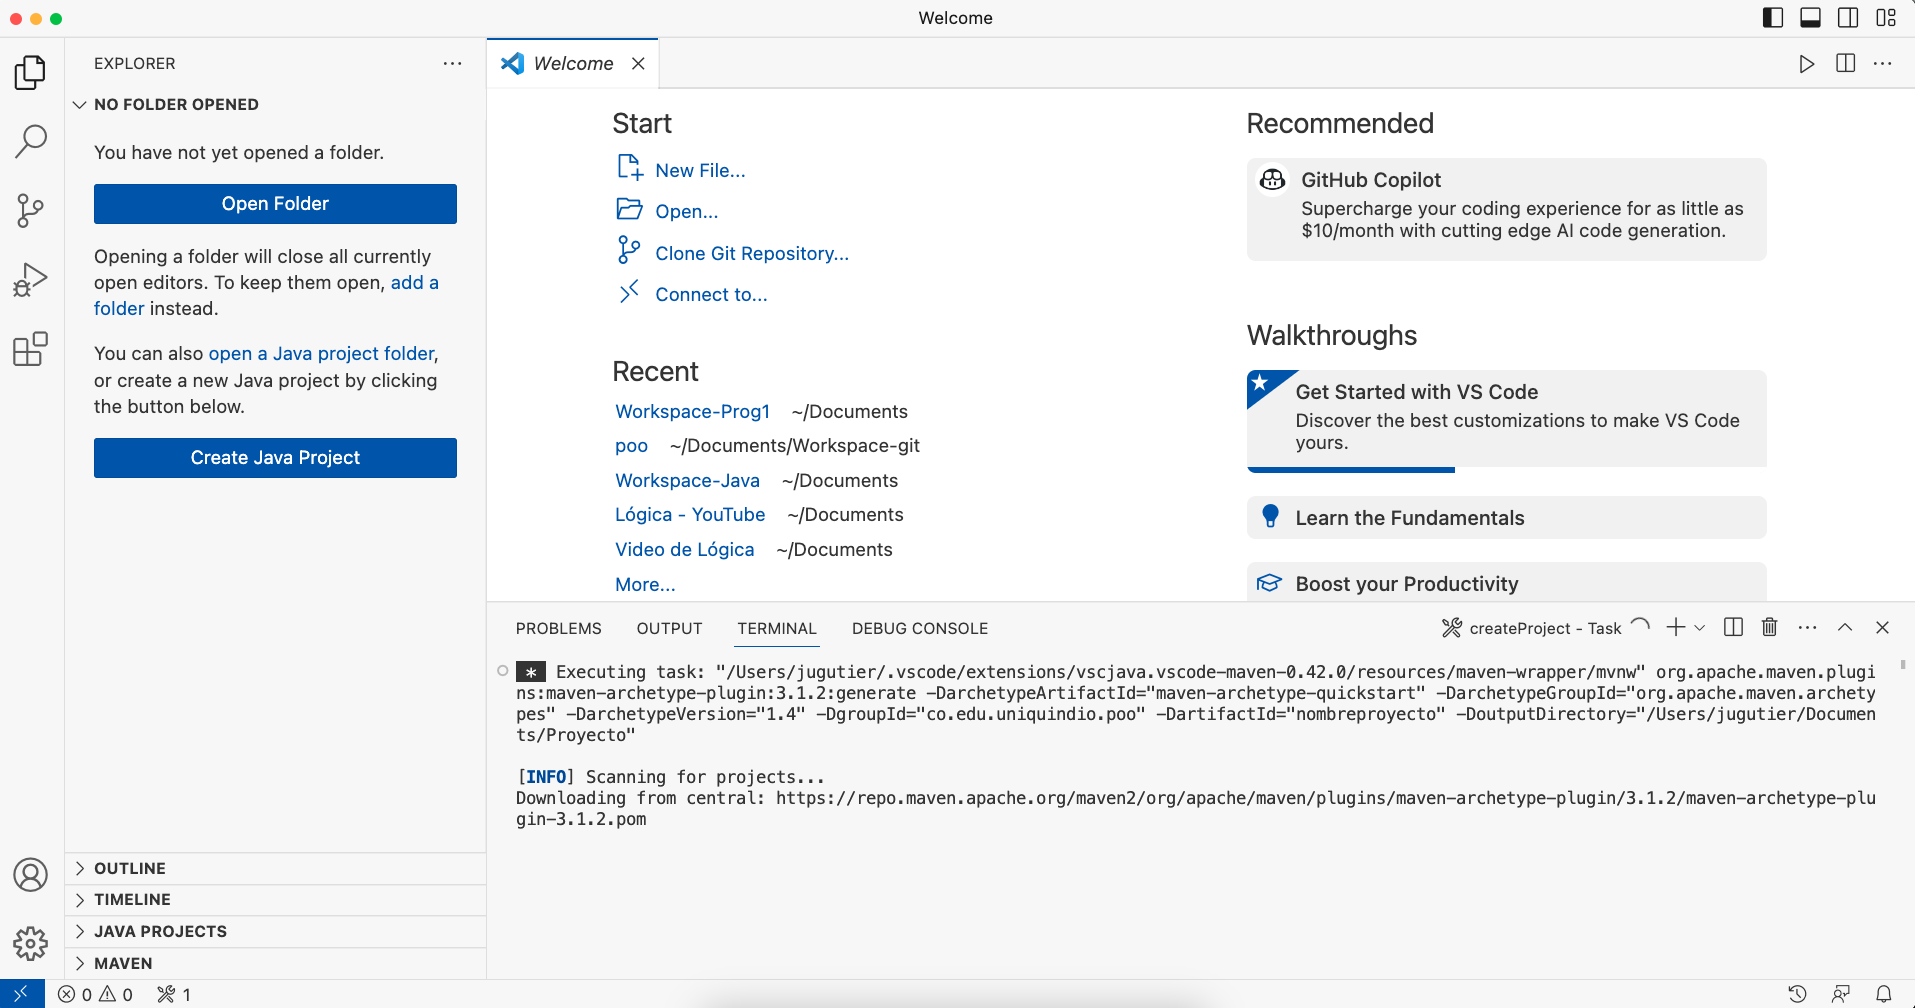 Welcome
EXPLORER
NO FOLDER OPENED
You have not yet opened a folder.
Open Folder
Opening a folder will close all currently
open editors. To keep them open, add a
folder instead.
You can also open a Java project folder,
or create a new Java project by clicking
the button below.
Create Java Project
OUTLINE
TIMELINE
JAVA PROJECTS
MAVEN
Welcome
Start
New File...
Open...
Clone Git Repository...
Connect to...
Recent
Workspace-Prog1 ~/Documents
poo ~/Documents/Workspace-git
Workspace-Java ~/Documents
Lógica - YouTube ~/Documents
Video de Lógica ~/Documents
More...
Recommended
GitHub Copilot
Supercharge your coding experience for as little as
$10/month with cutting edge AI code generation.
Walkthroughs
Get Started with VS Code
Discover the best customizations to make VS Code
yours.
Learn the Fundamentals
Boost your Productivity
PROBLEMS OUTPUT TERMINAL DEBUG CONSOLE
createProject - Task
* Executing task: "/Users/jugutier/.vscode/extensions/vscjava.vscode-maven-0.42.0/resources/maven-wrapper/mvnw" org.apache.maven.plugi
ns:maven-archetype-plugin:3.1.2:generate -DarchetypeArtifactId="maven-archetype-quickstart" -DarchetypeGroupId="org.apache.maven.archety
pes" -DarchetypeVersion="1.4" -DgroupId="co.edu.uniquindio.poo" -DartifactId="nombreproyecto" -DoutputDirectory="/Users/jugutier/Documen
ts/Proyecto"
[INFO] Scanning for projects...
Downloading from central: https://repo.maven.apache.org/maven2/org/apache/maven/plugins/maven-archetype-plugin/3.1.2/maven-archetype-plu
gin-3.1.2.pom
0 0 1